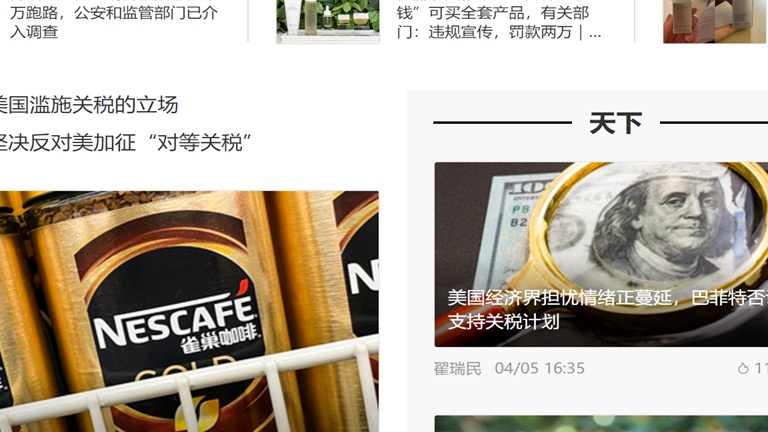 万跑路，公安和监管部门已介
入调查
钱”可买全套产品，有关部
门：违规宣传，罚款两万｜...
美国滥施关税的立场
坚决反对美加征“对等关税”
天下
NESCAFÉ
雀巢咖啡
GOLD
美国经济界担忧情绪正蔓延，巴菲特否
支持关税计划
翟瑞民 04/05 16:35
11